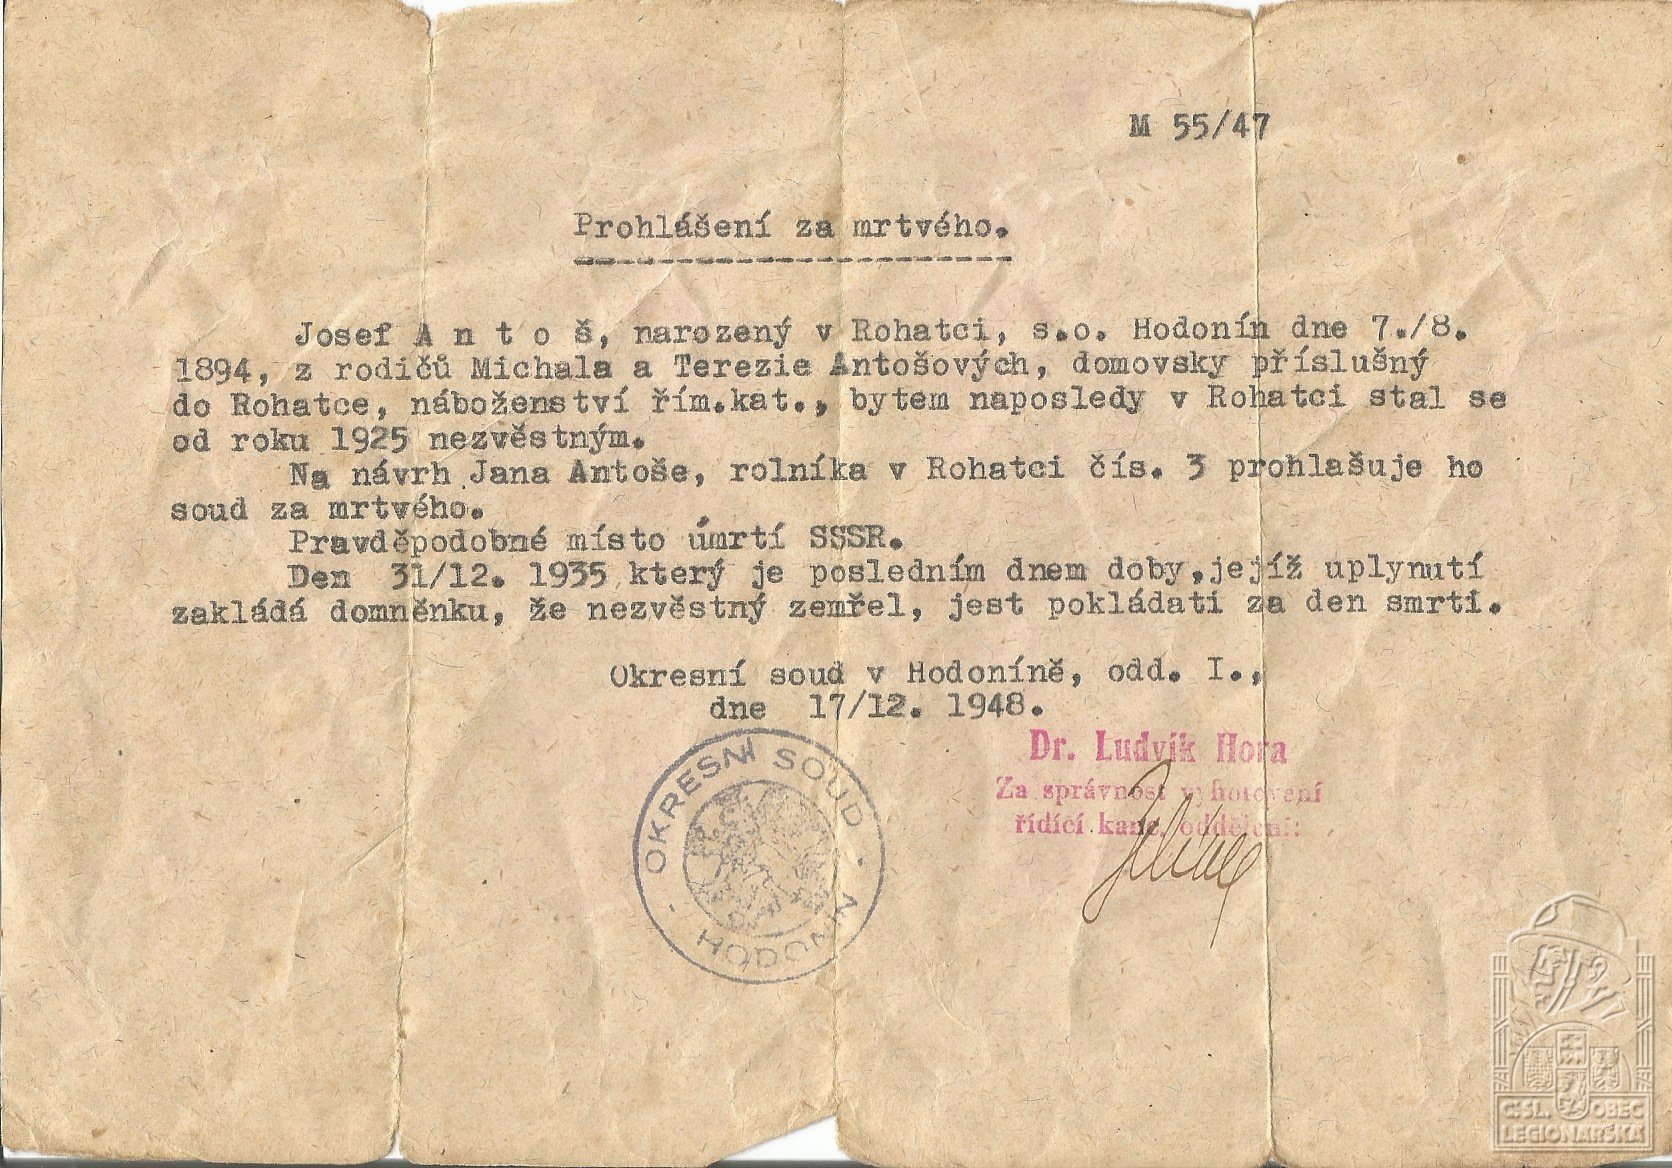 M 55/47
Prohlášení za mrtvého.
Josef A n t o š, narozený v Rohatci, s.o. Hodonín dne 7./8.
1894, z rodičů Michala a Terezie Antošových, domovsky příslušný
do Rohatce, náboženství řím.kat., bytem naposledy v Rohatci stal se
od roku 1925 nezvěstným.
Na návrh Jana Antoše, rolníka v Rohatci čís. 3 prohlašuje ho
soud za mrtvého.
Pravděpodobné místo úmrtí SSSR.
Den 31/12. 1935 který je posledním dnem doby,jejíž uplynutí
zakládá domněnku, že nezvěstný zemřel, jest pokládati za den smrti.
Okresní soud v Hodoníně, odd. I.,
dne 17/12. 1948.
Dr. Ludvík Hora
Za správnost vyhotovení
řídící kanc. oddělení:
OKRESNÍ SOUD
HODONÍN
ČSL. OBEC
LEGIONÁŘSKÁ